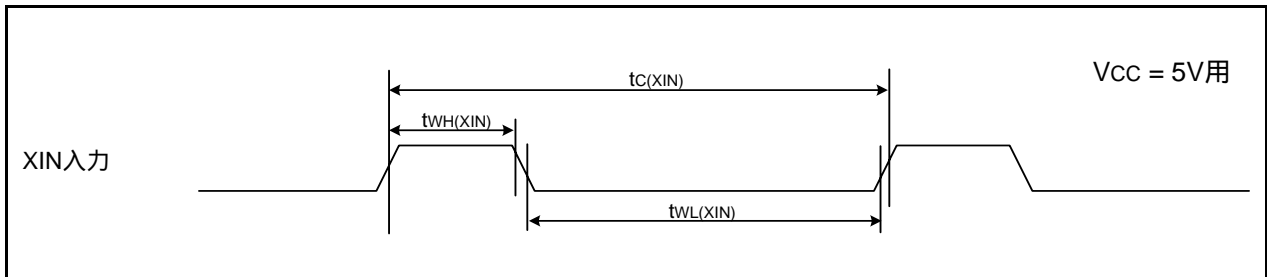 VCC = 5V用
tC(XIN)
tWH(XIN)
XIN入力
tWL(XIN)